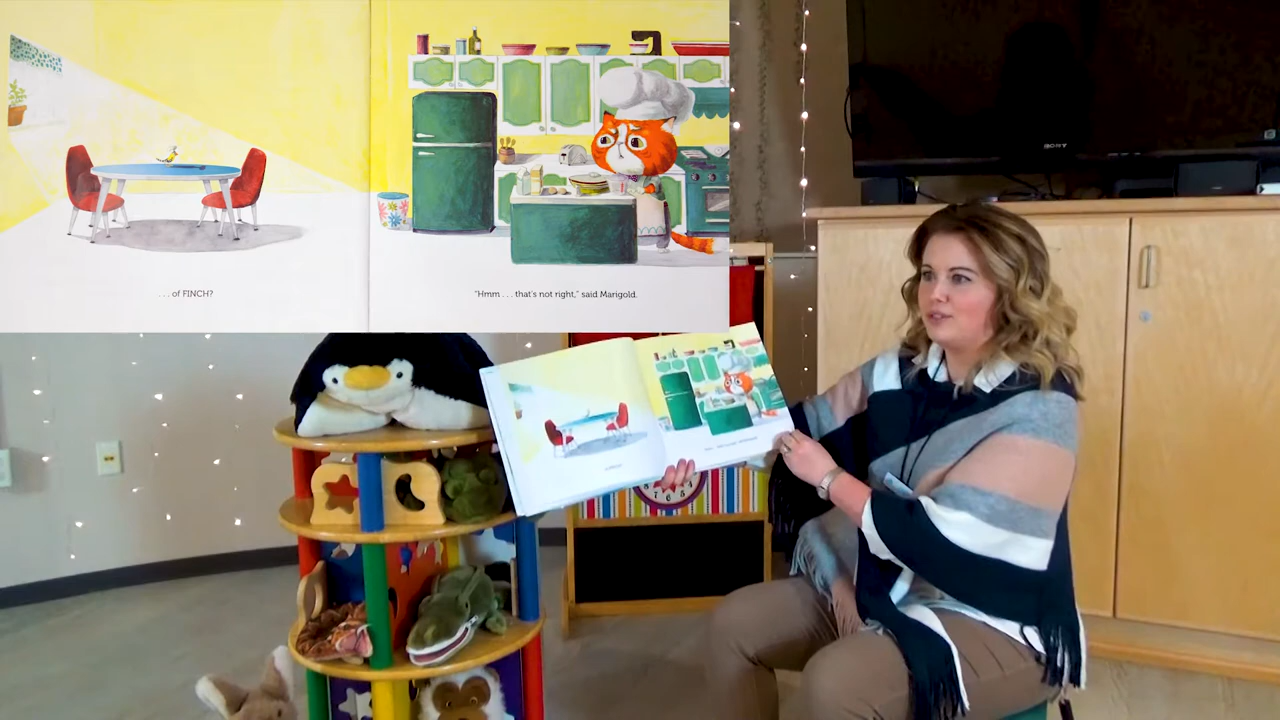 . . . of FINCH?
"Hmm . . . that's not right," said Marigold.
SONY